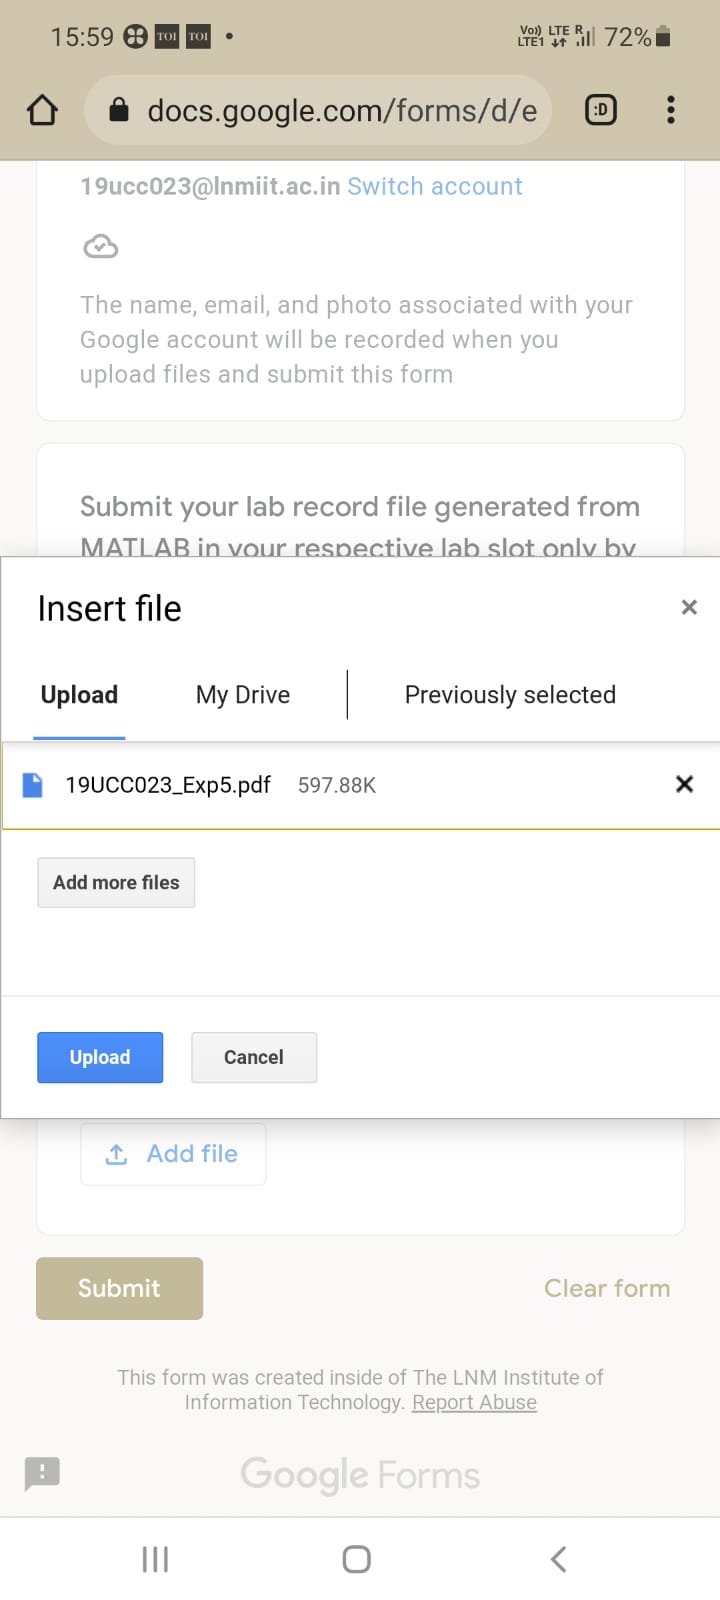 15:59 TOI TOI • Vo) LTE1 LTE R 72%
docs.google.com/forms/d/e :D
19ucc023@lnmiit.ac.in Switch account
The name, email, and photo associated with your
Google account will be recorded when you
upload files and submit this form
Submit your lab record file generated from
MATLAB in your respective lab slot only by
Insert file ×
Upload My Drive Previously selected
19UCC023_Exp5.pdf 597.88K ×
Add more files
Upload Cancel
Add file
Submit Clear form
This form was created inside of The LNM Institute of
Information Technology. Report Abuse
Google Forms